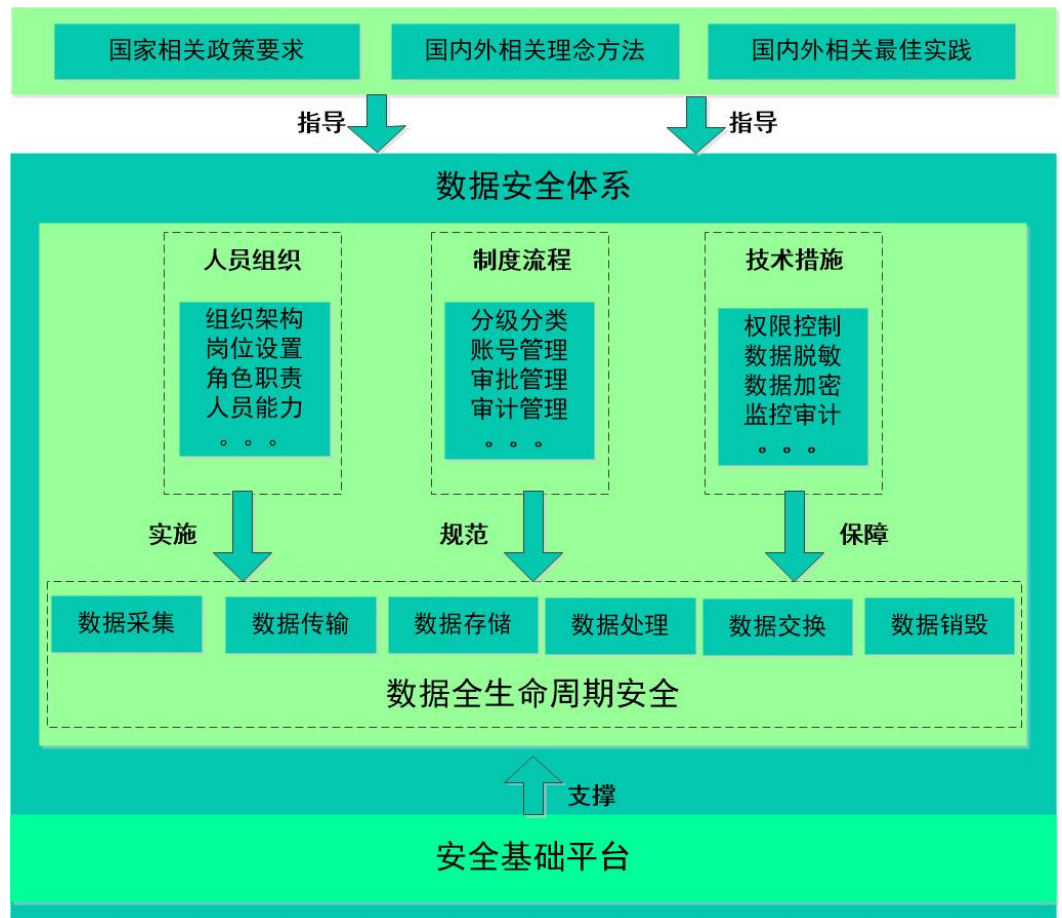 国家相关政策要求
国内外相关理念方法
国内外相关最佳实践
指导
指导
数据安全体系
人员组织
组织架构
岗位设置
角色职责
人员能力
。。。
制度流程
分级分类
账号管理
审批管理
审计管理
。。。
技术措施
权限控制
数据脱敏
数据加密
监控审计
。。。
实施
规范
保障
数据采集
数据传输
数据存储
数据处理
数据交换
数据销毁
数据全生命周期安全
支撑
安全基础平台